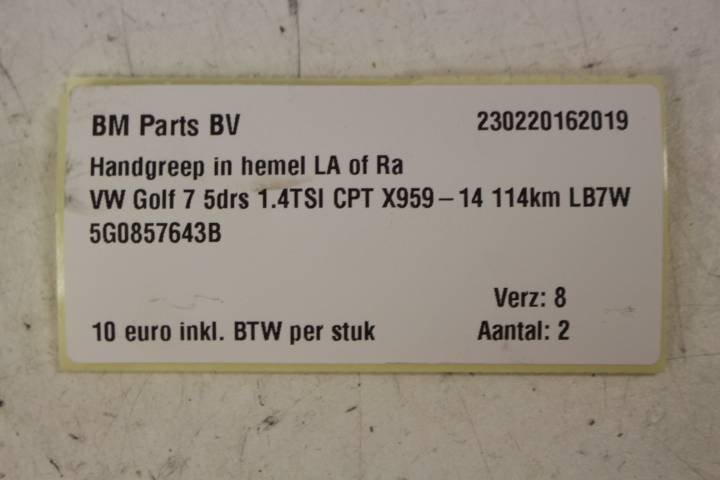 BM Parts BV 230220162019
Handgreep in hemel LA of Ra
VW Golf 7 5drs 1.4TSI CPT X959-14 114km LB7W
5G0857643B
Verz: 8
10 euro inkl. BTW per stuk Aantal: 2